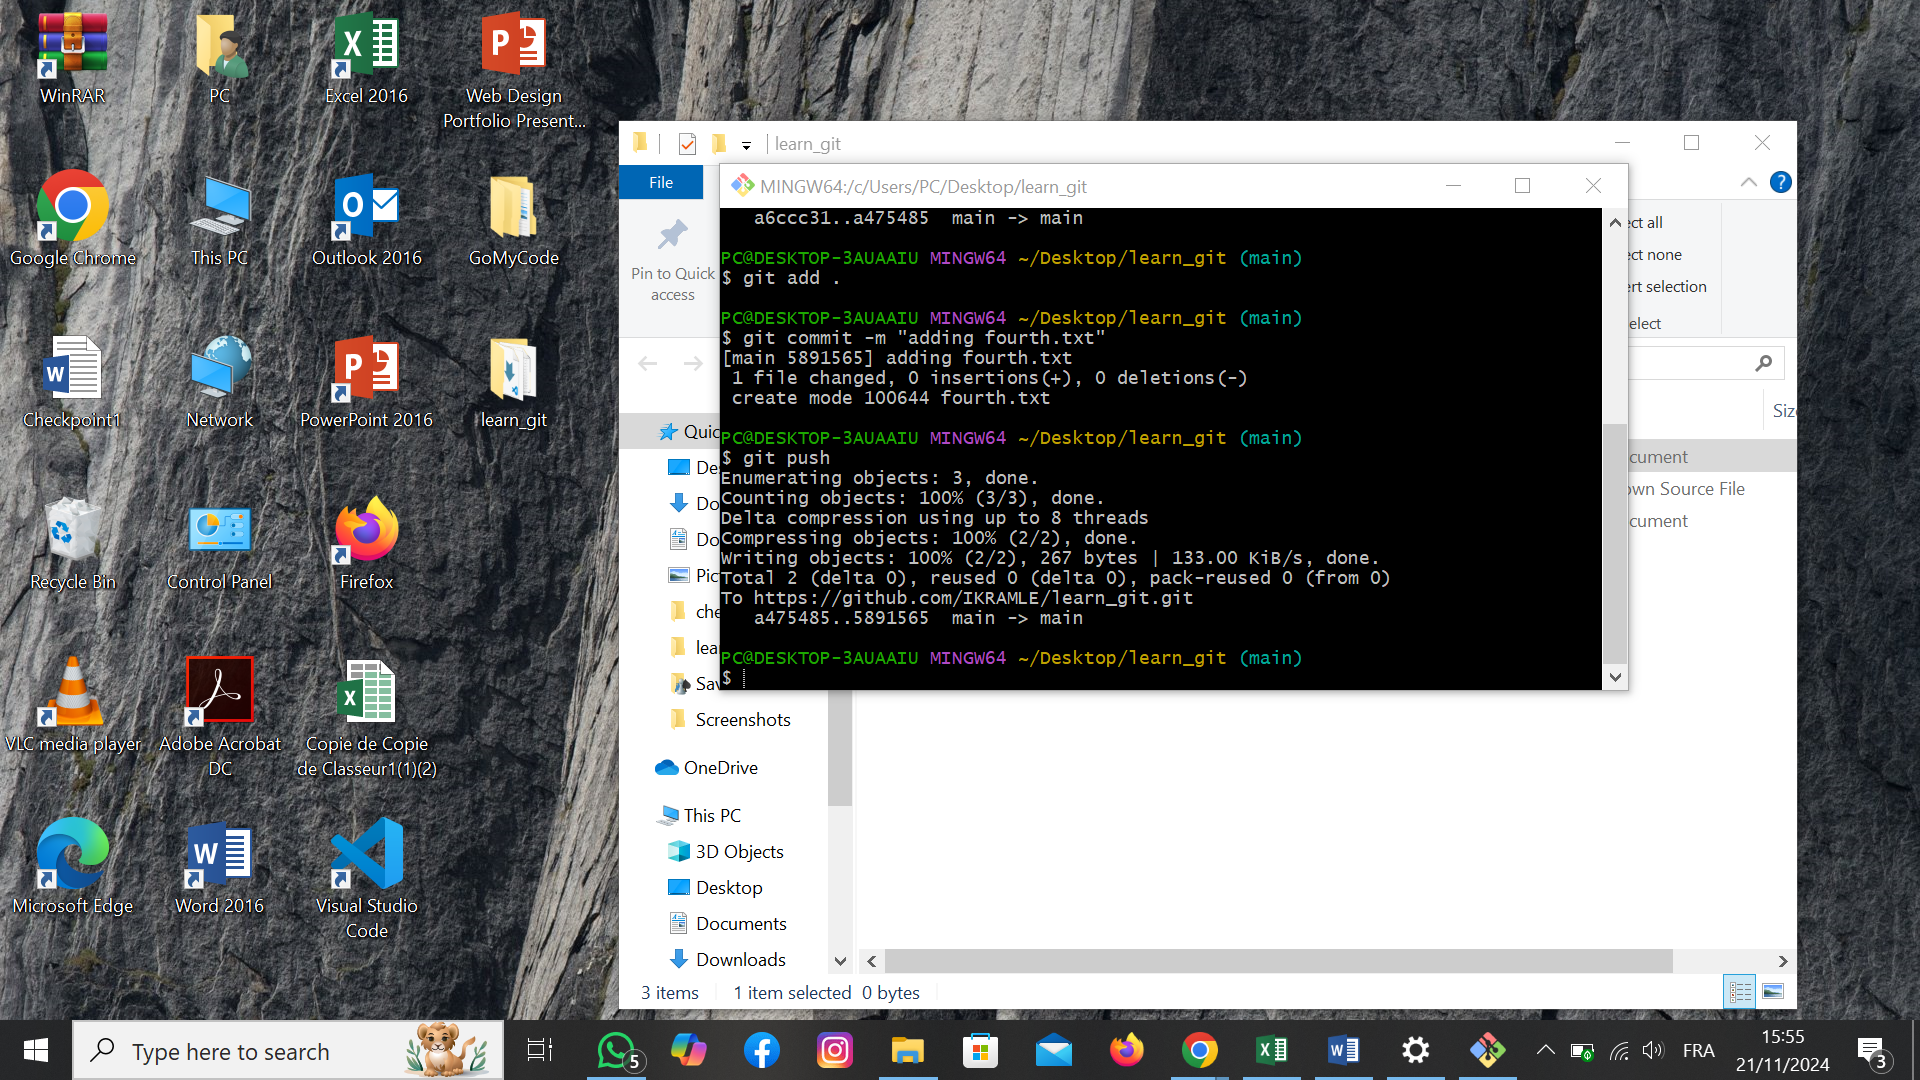 WinRAR
PC
Excel 2016
Web Design
Portfolio Present...
Google Chrome
This PC
Outlook 2016
GoMyCode
Checkpoint1
Network
PowerPoint 2016
learn_git
Recycle Bin
Control Panel
Firefox
VLC media player
Adobe Acrobat
DC
Copie de Copie
de Classeur1(1)(2)
Microsoft Edge
Word 2016
Visual Studio
Code
learn_git
File
Pin to Quick
access
ect all
ect none
ert selection
elect
MINGW64:/c/Users/PC/Desktop/learn_git
a6ccc31..a475485  main -> main
PC@DESKTOP-3AUAAIU MINGW64 ~/Desktop/learn_git (main)
$ git add .
PC@DESKTOP-3AUAAIU MINGW64 ~/Desktop/learn_git (main)
$ git commit -m "adding fourth.txt"
[main 5891565] adding fourth.txt
1 file changed, 0 insertions(+), 0 deletions(-)
create mode 100644 fourth.txt
PC@DESKTOP-3AUAAIU MINGW64 ~/Desktop/learn_git (main)
$ git push
Enumerating objects: 3, done.
Counting objects: 100% (3/3), done.
Delta compression using up to 8 threads
Compressing objects: 100% (2/2), done.
Writing objects: 100% (2/2), 267 bytes | 133.00 KiB/s, done.
Total 2 (delta 0), reused 0 (delta 0), pack-reused 0 (from 0)
To https://github.com/IKRAMLE/learn_git.git
a475485..5891565  main -> main
PC@DESKTOP-3AUAAIU MINGW64 ~/Desktop/learn_git (main)
$
Siz
cument
own Source File
cument
Quic
De
Do
Do
Pic
che
lea
Sav
Screenshots
OneDrive
This PC
3D Objects
Desktop
Documents
Downloads
3 items
1 item selected  0 bytes
Type here to search
5
FRA
15:55
21/11/2024
3